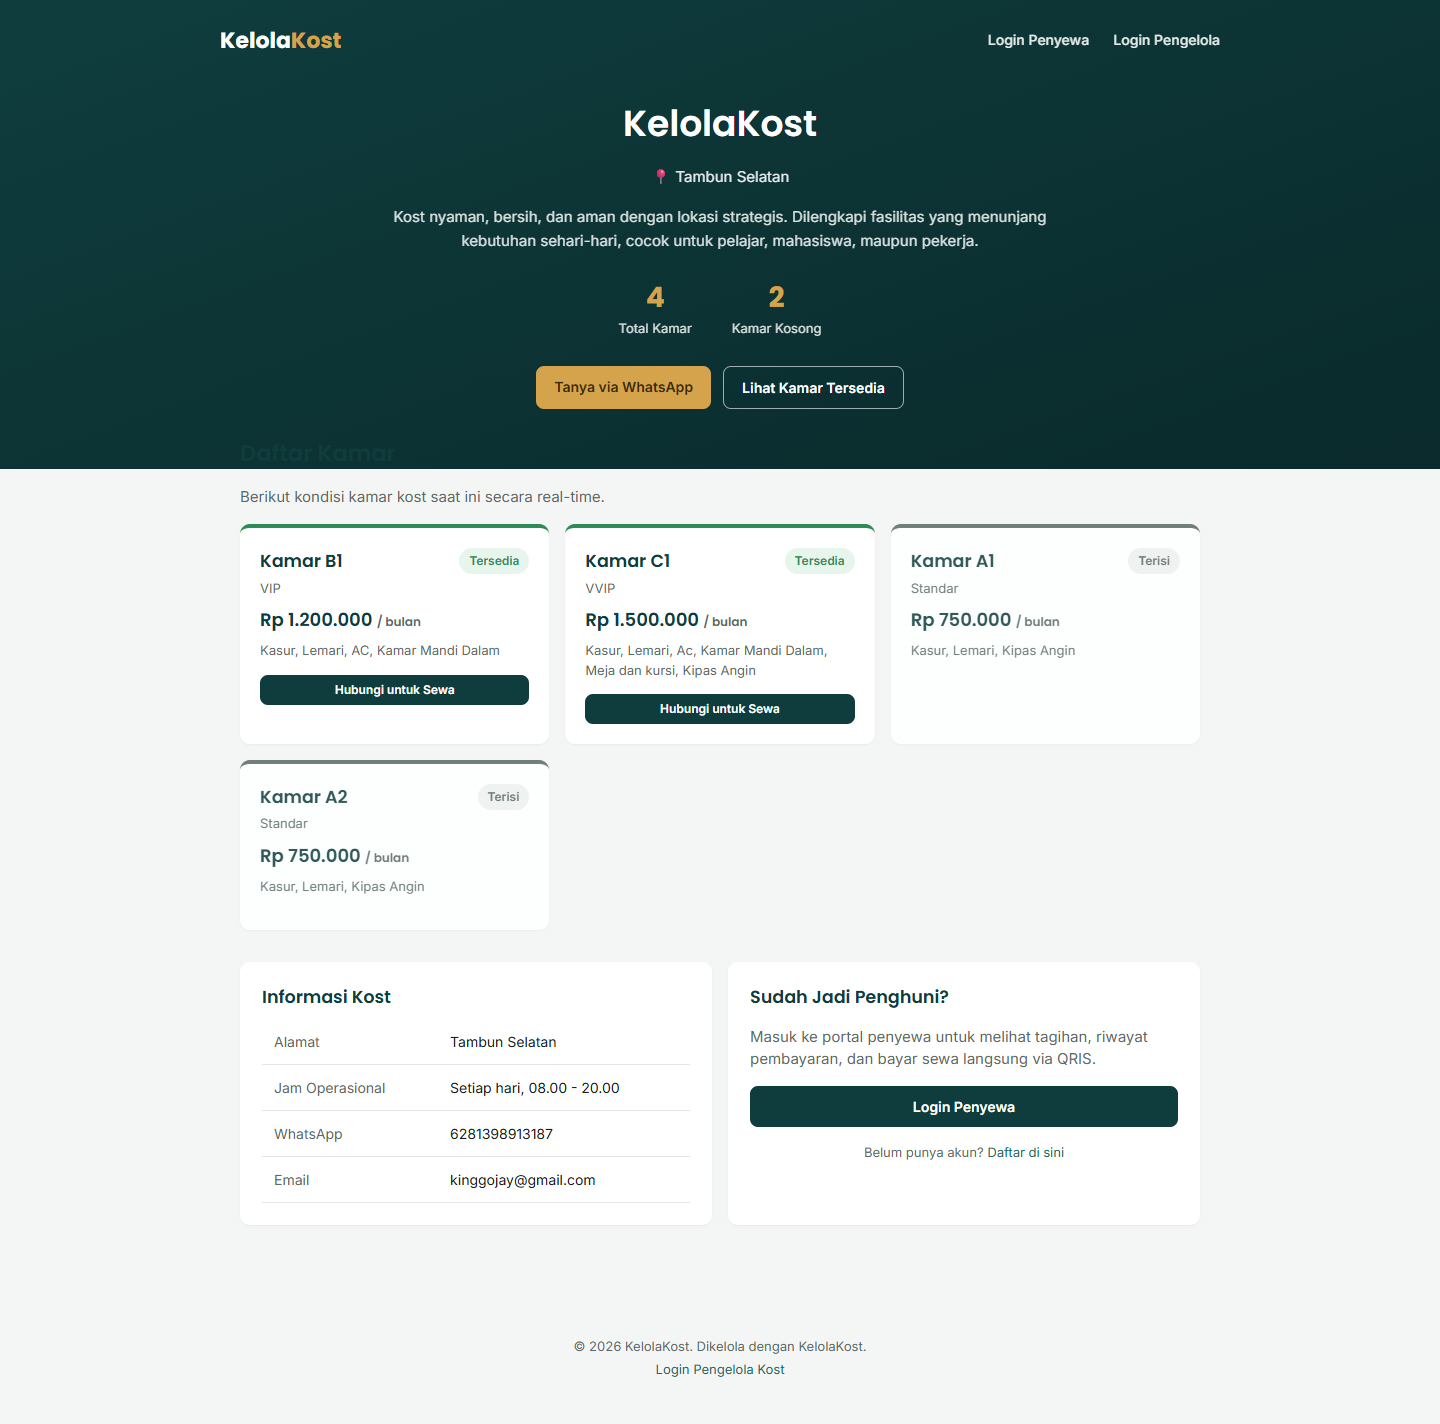 KelolaKost
Login Penyewa
Login Pengelola
KelolaKost
Tambun Selatan
Kost nyaman, bersih, dan aman dengan lokasi strategis. Dilengkapi fasilitas yang menunjang
kebutuhan sehari-hari, cocok untuk pelajar, mahasiswa, maupun pekerja.
4
Total Kamar
2
Kamar Kosong
Tanya via WhatsApp
Lihat Kamar Tersedia
Daftar Kamar
Berikut kondisi kamar kost saat ini secara real-time.
Kamar B1
Tersedia
VIP
Rp 1.200.000 / bulan
Kasur, Lemari, AC, Kamar Mandi Dalam
Hubungi untuk Sewa
Kamar C1
Tersedia
VVIP
Rp 1.500.000 / bulan
Kasur, Lemari, Ac, Kamar Mandi Dalam,
Meja dan kursi, Kipas Angin
Hubungi untuk Sewa
Kamar A1
Terisi
Standar
Rp 750.000 / bulan
Kasur, Lemari, Kipas Angin
Kamar A2
Terisi
Standar
Rp 750.000 / bulan
Kasur, Lemari, Kipas Angin
Informasi Kost
Alamat
Tambun Selatan
Jam Operasional
Setiap hari, 08.00 - 20.00
WhatsApp
6281398913187
Email
kinggojay@gmail.com
Sudah Jadi Penghuni?
Masuk ke portal penyewa untuk melihat tagihan, riwayat
pembayaran, dan bayar sewa langsung via QRIS.
Login Penyewa
Belum punya akun? Daftar di sini
© 2026 KelolaKost. Dikelola dengan KelolaKost.
Login Pengelola Kost